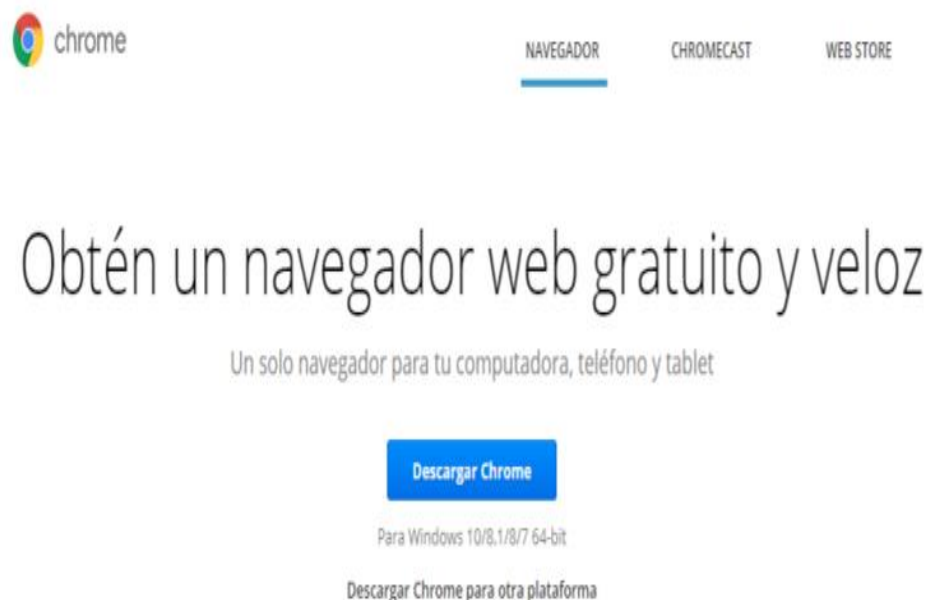 chrome
NAVEGADOR CHROMECAST WEB STORE
Obtén un navegador web gratuito y veloz
Un solo navegador para tu computadora, teléfono y tablet
Descargar Chrome
Para Windows 10/8.1/8/7 64-bit
Descargar Chrome para otra plataforma